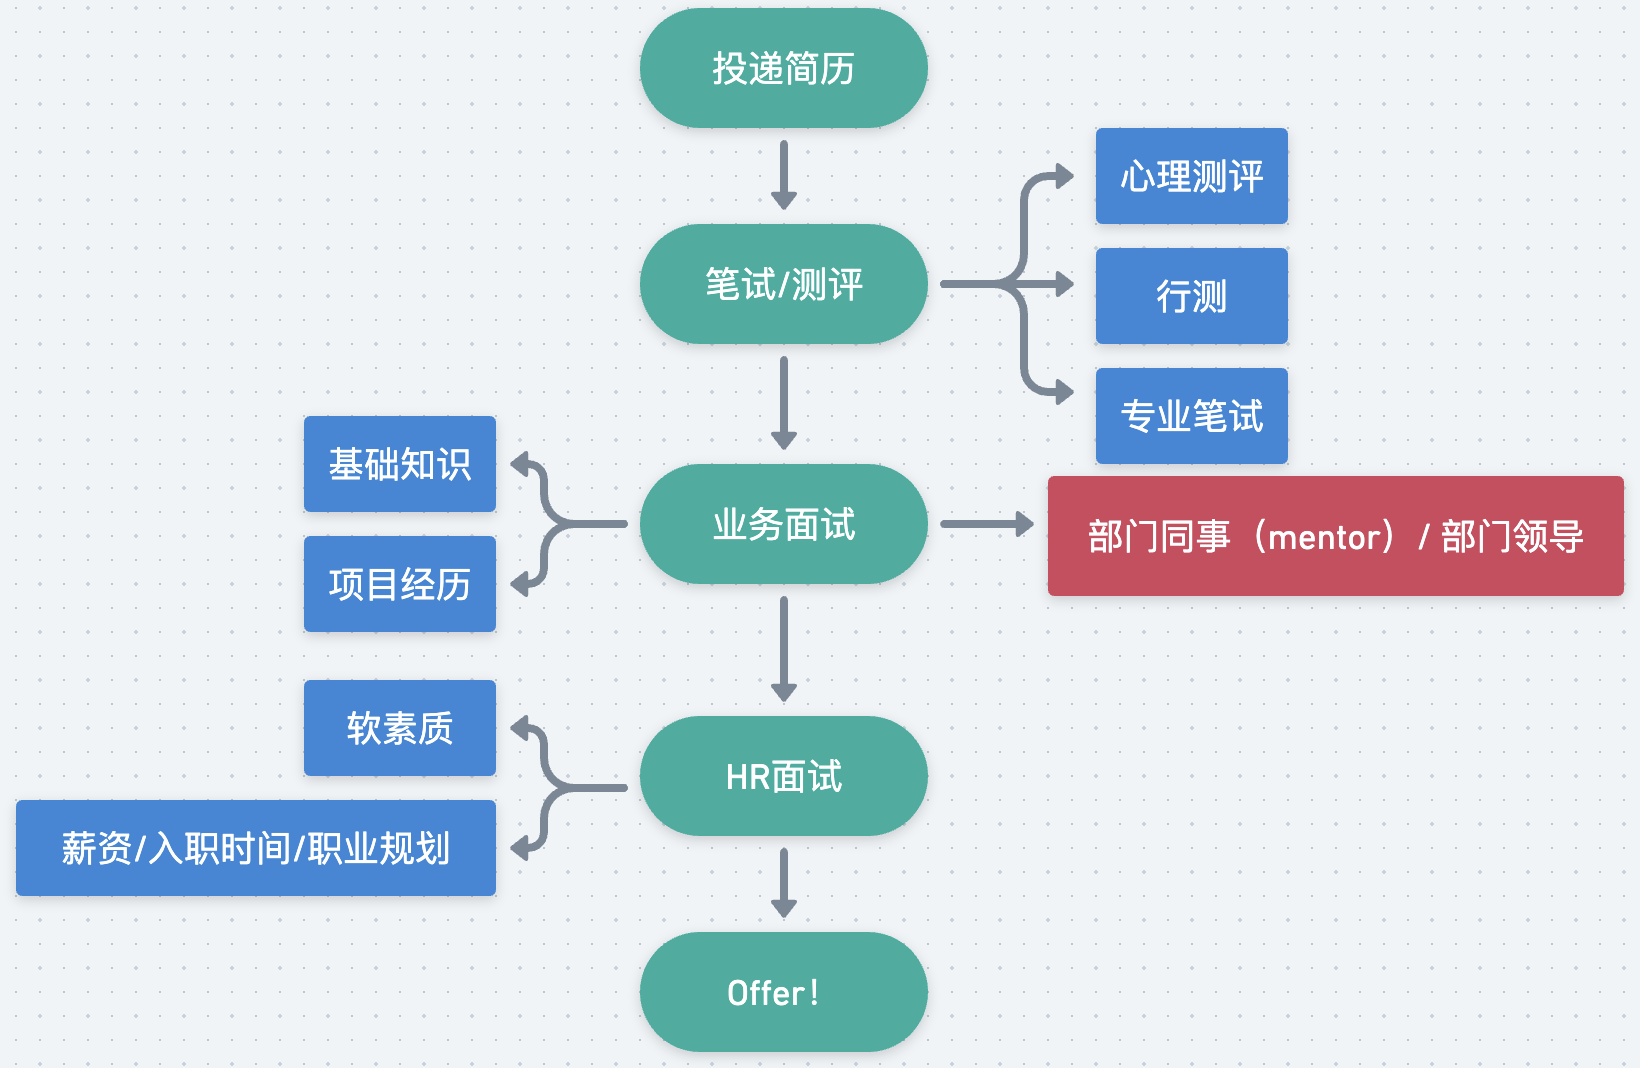 投递简历
笔试/测评
心理测评
行测
专业笔试
业务面试
基础知识
项目经历
部门同事（mentor）/ 部门领导
HR面试
软素质
薪资/入职时间/职业规划
Offer！